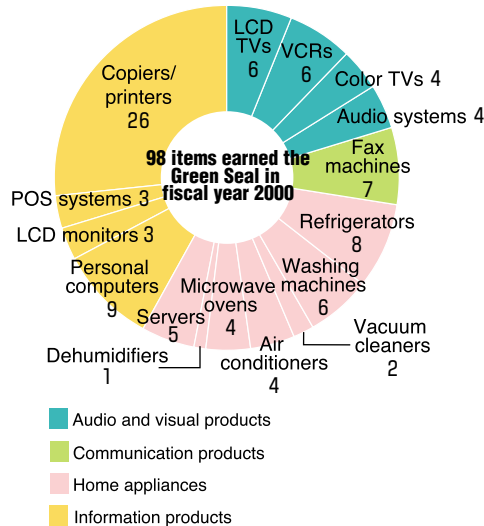 LCD
TVs
6
VCRs
6
Color TVs 4
Audio systems 4
Fax
machines
7
Refrigerators
8
Washing
machines
6
Vacuum
cleaners
2
Air
conditioners
4
Microwave
ovens
4
Dehumidifiers
1
Servers
5
Personal
computers
9
LCD monitors 3
POS systems 3
Copiers/
printers
26
98 items earned the
Green Seal in
fiscal year 2000
Audio and visual products
Communication products
Home appliances
Information products